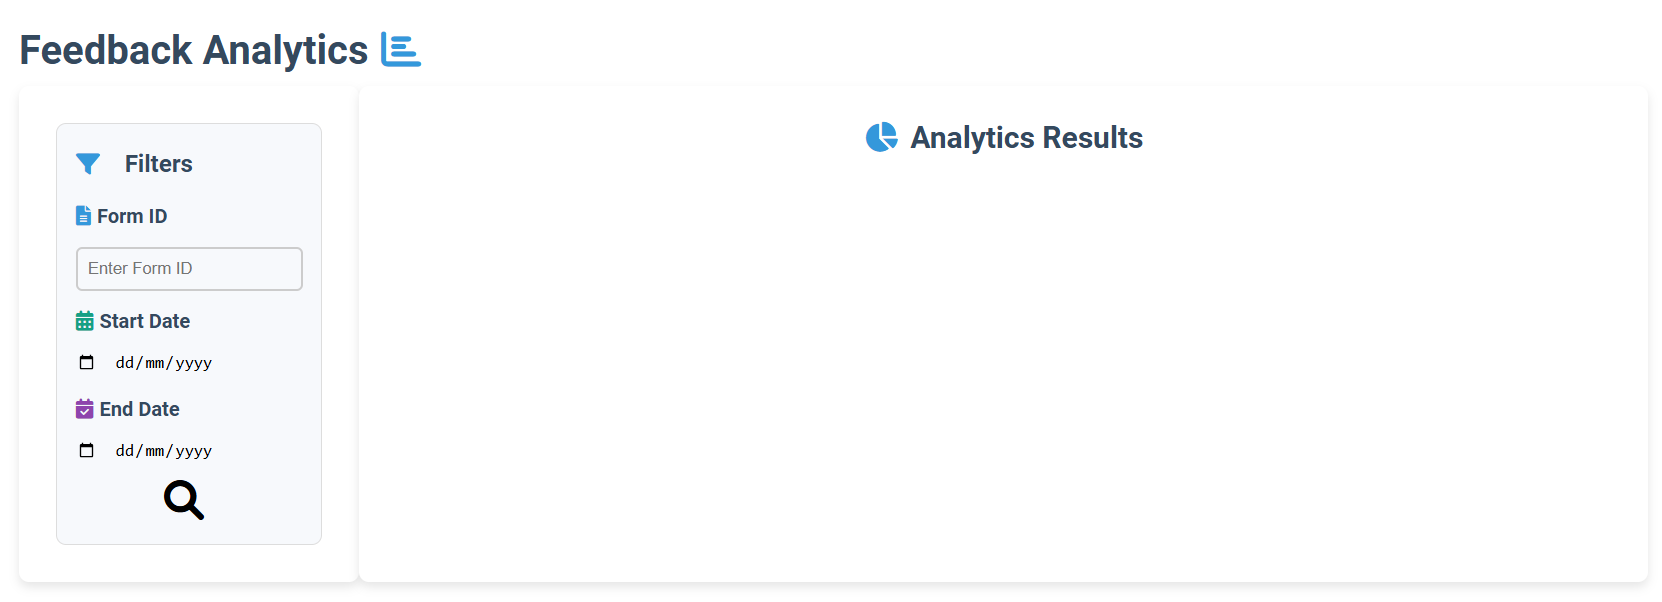 Feedback Analytics
Filters
Form ID
Enter Form ID
Start Date
dd/mm/yyyy
End Date
dd/mm/yyyy
Analytics Results